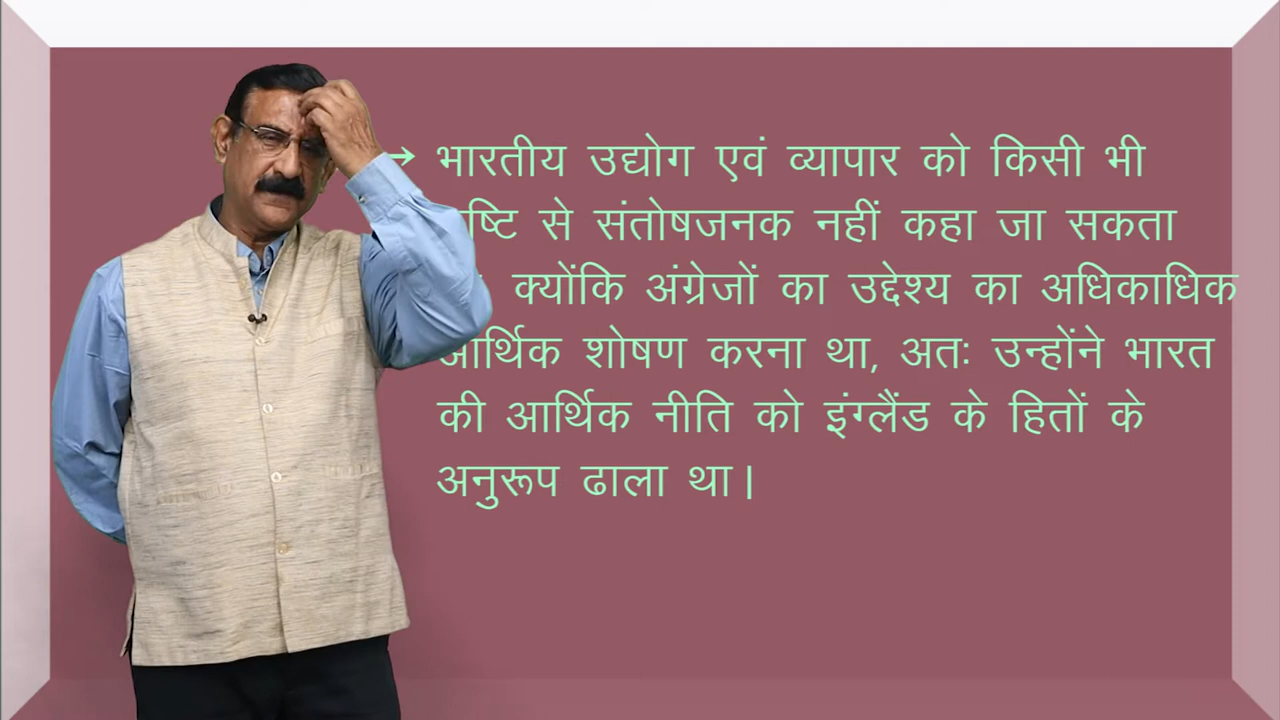 → भारतीय उद्योग एवं व्यापार को किसी भी
से संतोषजनक नहीं कहा जा सकता
क्योंकि अंग्रेजों का उद्देश्य का अधिकाधिक
आर्थिक शोषण करना था, अतः उन्होंने भारत
की आर्थिक नीति को इंग्लैंड के हितों के
अनुरूप ढाला था।